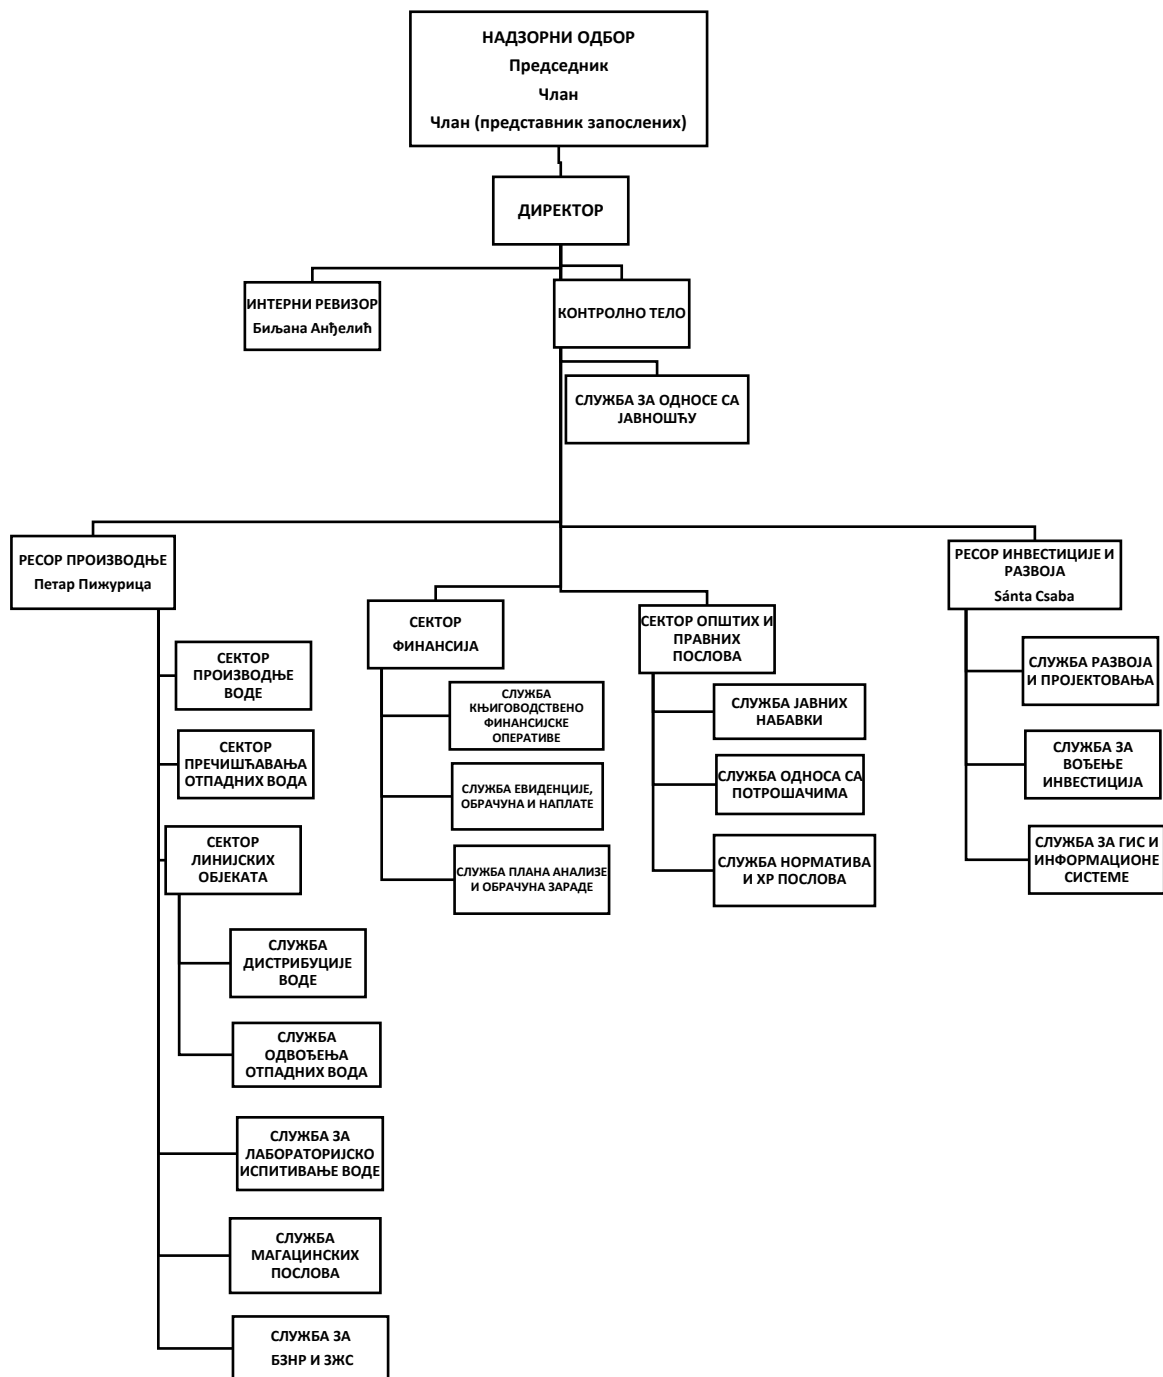 НАДЗОРНИ ОДБОР
Председник
Члан
Члан (представник запослених)
ДИРЕКТОР
ИНТЕРНИ РЕВИЗОР
Биљана Анђелић
КОНТРОЛНО ТЕЛО
СЛУЖБА ЗА ОДНОСЕ СА
ЈАВНОШЋУ
РЕСОР ПРОИЗВОДЊЕ
Петар Пижурица
СЕКТОР
ПРОИЗВОДЊЕ
ВОДЕ
СЕКТОР
ПРЕЧИШЋАВАЊА
ОТПАДНИХ ВОДА
СЕКТОР
ЛИНИЈСКИХ
ОБЈЕКАТА
СЛУЖБА
ДИСТРИБУЦИЈЕ
ВОДЕ
СЛУЖБА
ОДВОЂЕЊА
ОТПАДНИХ ВОДА
СЛУЖБА ЗА
ЛАБОРАТОРИЈСКО
ИСПИТИВАЊЕ ВОДЕ
СЛУЖБА
МАГАЦИНСКИХ
ПОСЛОВА
СЛУЖБА ЗА
БЗНР И ЗЖС
СЕКТОР
ФИНАНСИЈА
СЛУЖБА
КЊИГОВОДСТВЕНО
ФИНАНСИЈСКЕ
ОПЕРАТИВЕ
СЛУЖБА ЕВИДЕНЦИЈЕ,
ОБРАЧУНА И НАПЛАТЕ
СЛУЖБА ПЛАНА АНАЛИЗЕ
И ОБРАЧУНА ЗАРАДЕ
СЕКТОР ОПШТИХ И
ПРАВНИХ
ПОСЛОВА
СЛУЖБА ЈАВНИХ
НАБАВКИ
СЛУЖБА ОДНОСА СА
ПОТРОШАЧИМА
СЛУЖБА НОРМАТИВА
И ХР ПОСЛОВА
РЕСОР ИНВЕСТИЦИЈЕ И
РАЗВОЈА
Sánta Csaba
СЛУЖБА РАЗВОЈА
И ПРОЈЕКТОВАЊА
СЛУЖБА ЗА
ВОЂЕЊЕ
ИНВЕСТИЦИЈА
СЛУЖБА ЗА ГИС И
ИНФОРМАЦИОНЕ
СИСТЕМЕ